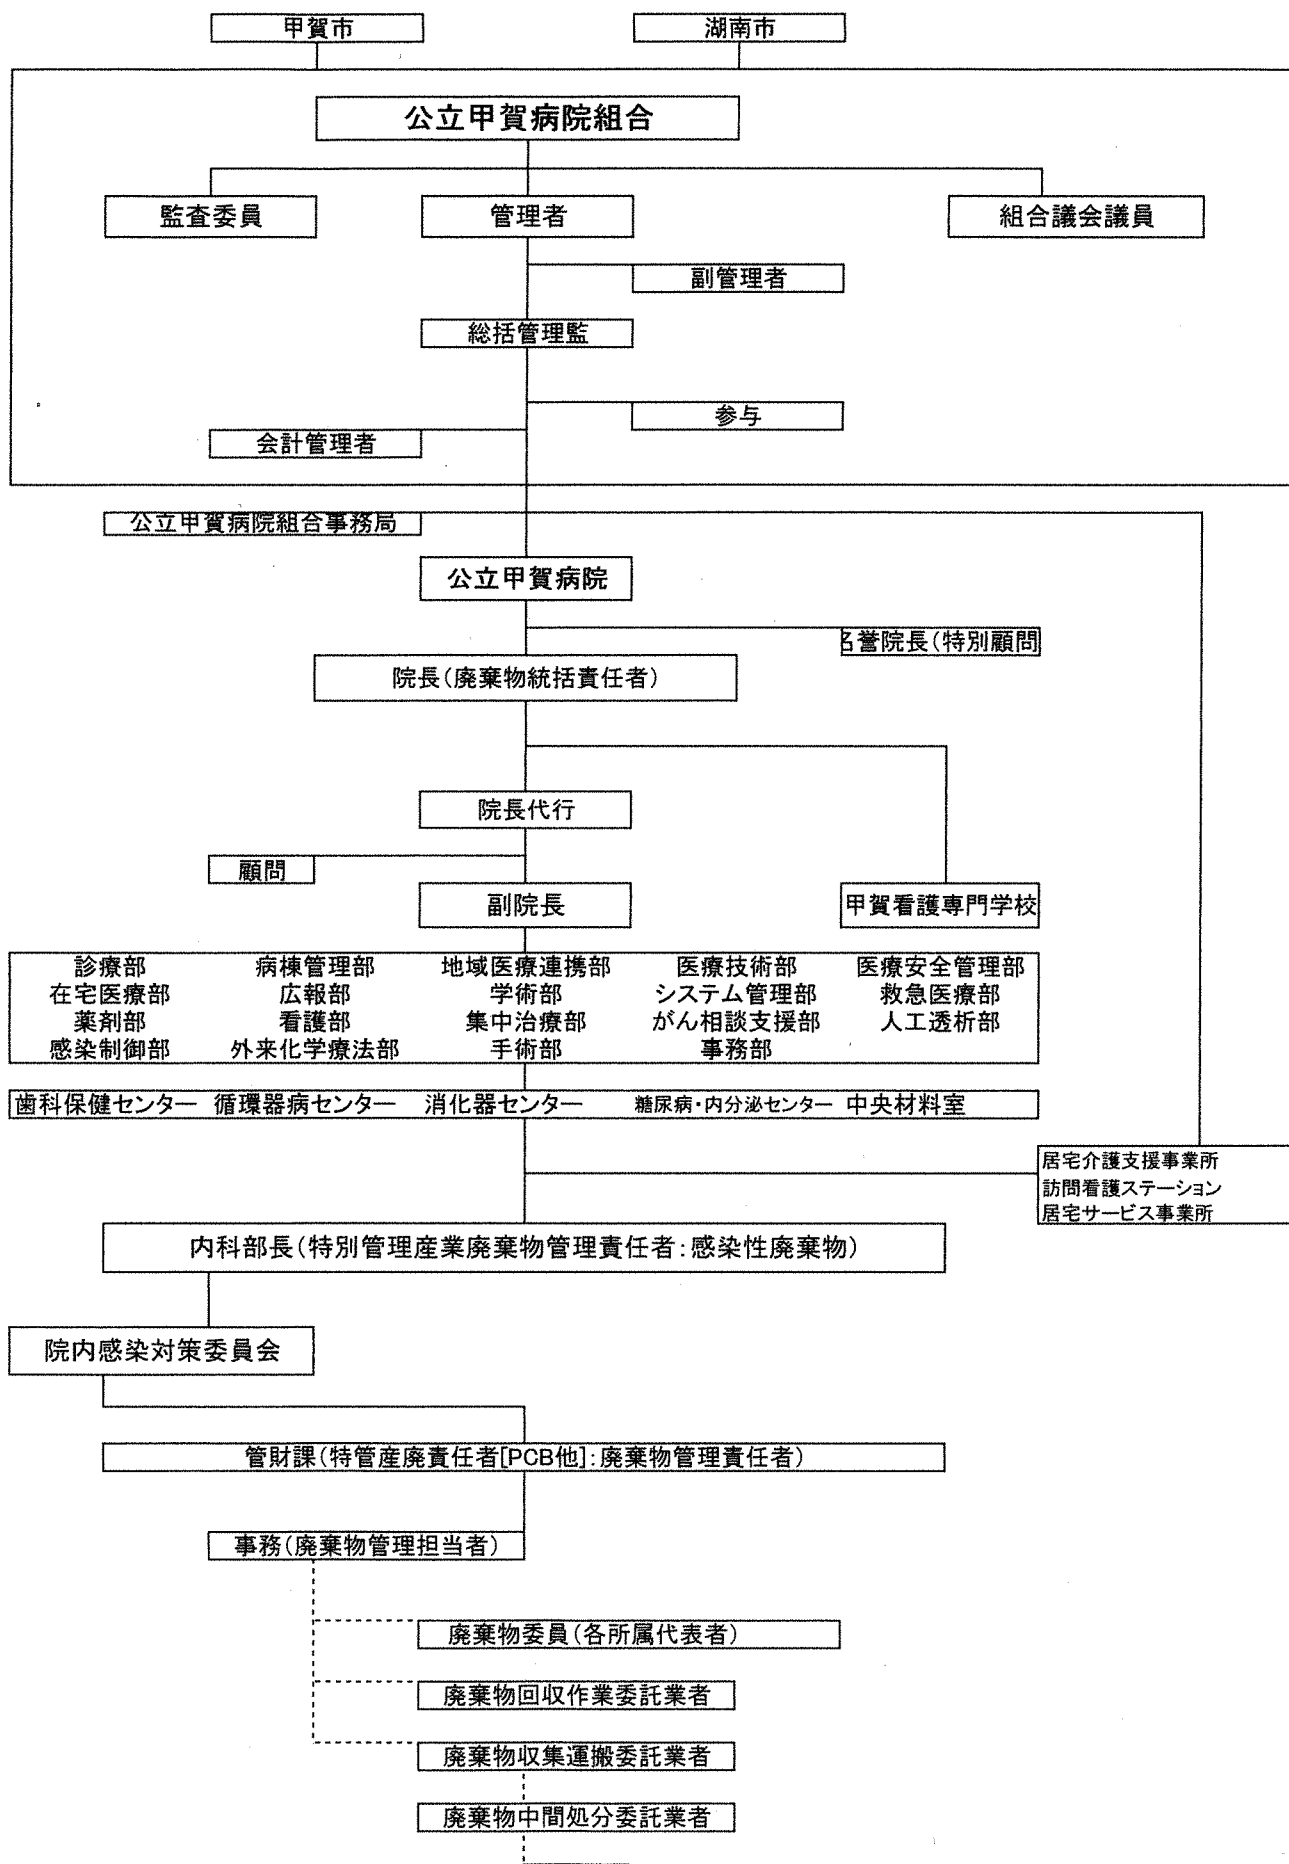 甲賀市 湖南市
公立甲賀病院組合
監査委員 管理者 組合議会議員
副管理者
総括管理監
参与
会計管理者
公立甲賀病院組合事務局
公立甲賀病院
名誉院長(特別顧問
院長(廃棄物統括責任者)
院長代行
顧問
副院長 甲賀看護専門学校
診療部 病棟管理部 地域医療連携部 医療技術部 医療安全管理部
在宅医療部 広報部 学術部 システム管理部 救急医療部
薬剤部 看護部 集中治療部 がん相談支援部 人工透析部
感染制御部 外来化学療法部 手術部 事務部
歯科保健センター 循環器病センター 消化器センター 糖尿病・内分泌センター 中央材料室
居宅介護支援事業所
訪問看護ステーション
居宅サービス事業所
内科部長(特別管理産業廃棄物管理責任者:感染性廃棄物)
院内感染対策委員会
管財課(特管産廃責任者[PCB他]:廃棄物管理責任者)
事務(廃棄物管理担当者)
廃棄物委員(各所属代表者)
廃棄物回収作業委託業者
廃棄物収集運搬委託業者
廃棄物中間処分委託業者